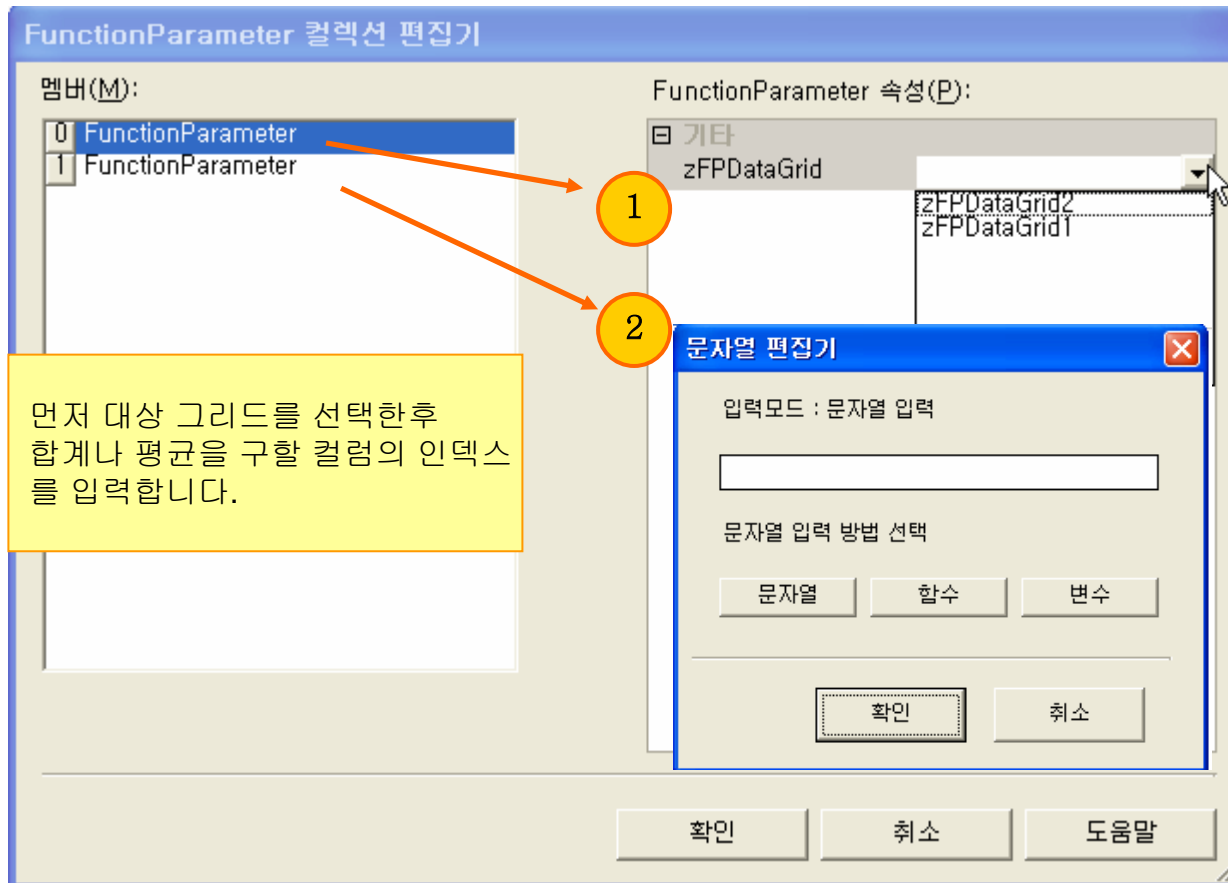 FunctionParameter 컬렉션 편집기
멤버(M):
FunctionParameter 속성(P):
0 FunctionParameter
1 FunctionParameter
기타
zFPDataGrid
zFPDataGrid2
zFPDataGrid1
1
2
먼저 대상 그리드를 선택한후
합계나 평균을 구할 컬럼의 인덱스
를 입력합니다.
문자열 편집기
입력모드 : 문자열 입력
문자열 입력 방법 선택
문자열 함수 변수
확인 취소
확인 취소 도움말